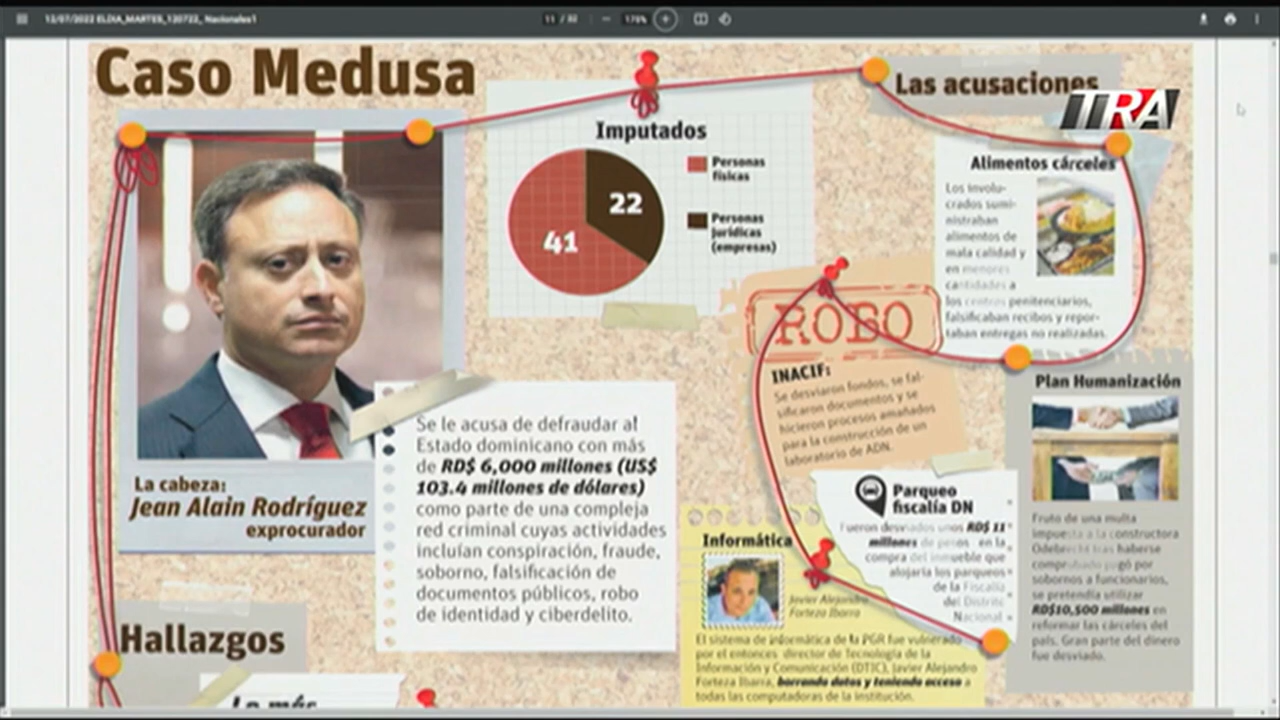 12/07/2022 ELDIA_MARTES_120722_ Nacionales1
11 / 32
170%
Caso Medusa
Las acusaciones
TRA
Imputados
41
22
Personas
físicas
Personas
jurídicas
(empresas)
Alimentos cárceles
Los involu-
crados sumi-
nistraban
alimentos de
mala calidad y
en menores
cantidades a
los centros penitenciarios,
falsificaban recibos y repor-
taban entregas no realizadas.
ROBO
INACIF:
Se desviaron fondos, se fal-
sificaron documentos y se
hicieron procesos amañados
para la construcción de un
laboratorio de ADN.
Plan Humanización
Fruto de una multa
impuesta a la constructora
Odebrecht tras haberse
comprobado pagó por
sobornos a funcionarios,
se pretendía utilizar
RD$10,500 millones en
reformar las cárceles del
país. Gran parte del dinero
fue desviado.
La cabeza:
Jean Alain Rodríguez
exprocurador
Se le acusa de defraudar al
Estado dominicano con más
de RD$ 6,000 millones (US$
103.4 millones de dólares)
como parte de una compleja
red criminal cuyas actividades
incluían conspiración, fraude,
soborno, falsificación de
documentos públicos, robo
de identidad y ciberdelito.
Parqueo
fiscalía DN
Fueron desviados unos RD$ 11
millones de pesos en la
compra del inmueble que
alojaría los parqueos
de la Fiscalía
del Distrito
Nacional
Informática
Javier Alejandro
Forteza Ibarra
El sistema de informática de la PGR fue vulnerado
por el entonces director de Tecnología de la
Información y Comunicación (DTIC), Javier Alejandro
Forteza Ibarra, borrando datos y teniendo acceso a
todas las computadoras de la institución.
Hallazgos
Lo más